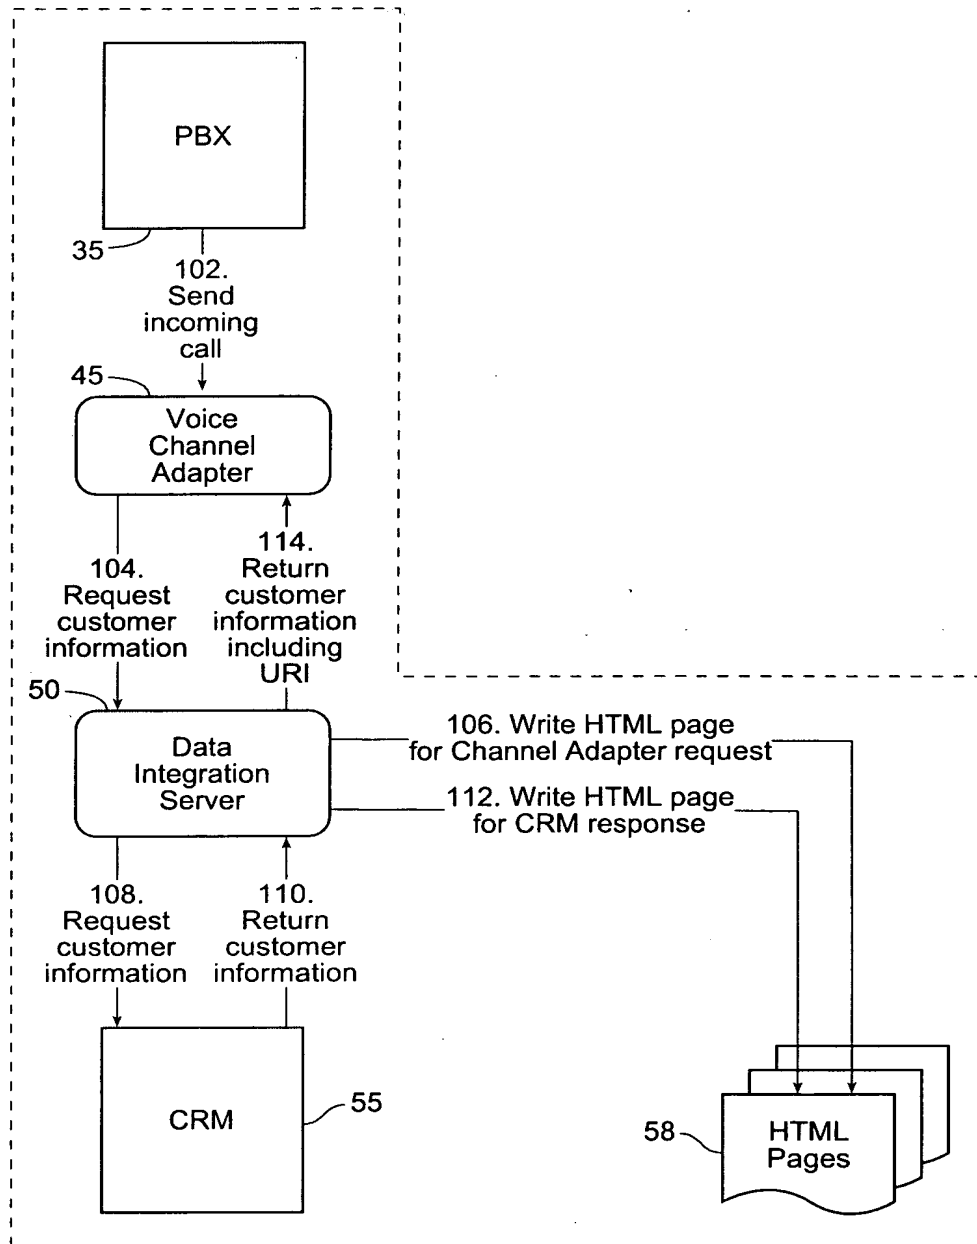 PBX
35
102.
Send
incoming
call
45
Voice
Channel
Adapter
104.
Request
customer
information
114.
Return
customer
information
including
URI
50
Data
Integration
Server
106. Write HTML page
for Channel Adapter request
112. Write HTML page
for CRM response
108.
Request
customer
information
110.
Return
customer
information
CRM
55
58
HTML
Pages